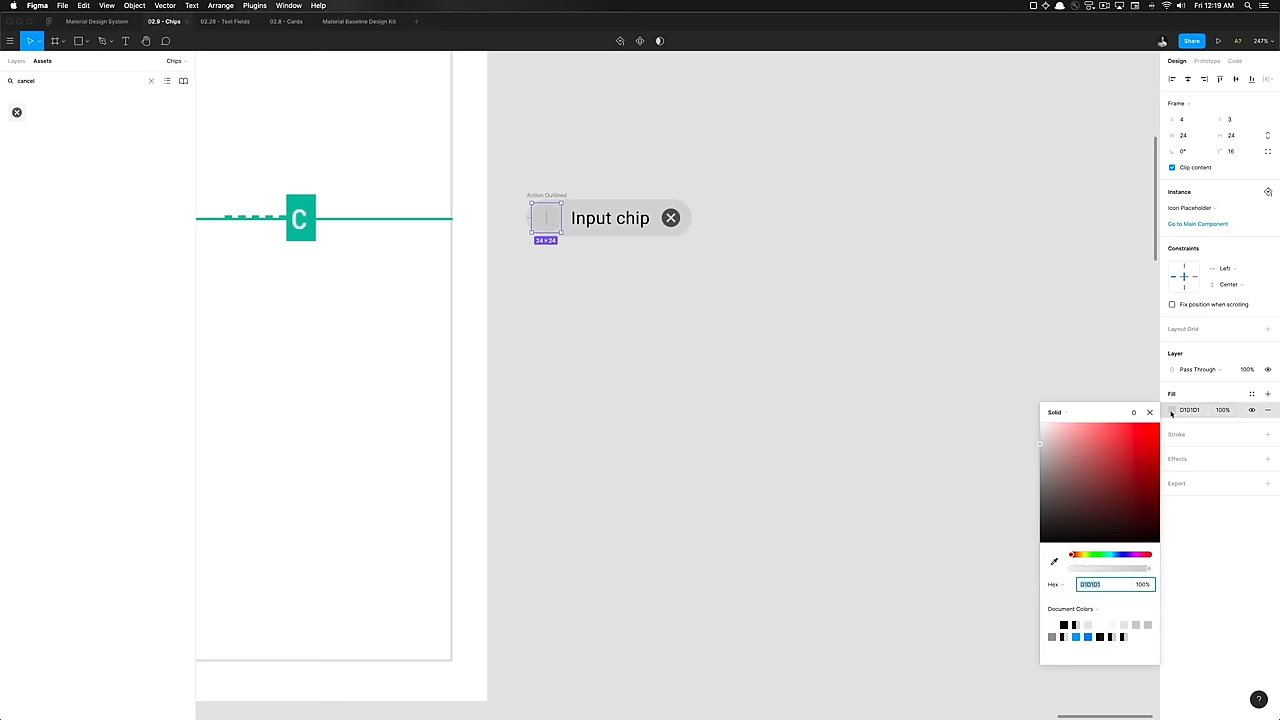 Figma File Edit View Object Vector Text Arrange Plugins Window Help Fri 12:19 AM
Material Design System 02.9 - Chips 02.28 - Text Fields 02.8 - Cards Material Baseline Design Kit
Share A? 247%
Layers Assets Chips
cancel
Design Prototype Code
Frame
X 4 Y 3
W 24 H 24
0° 16
Clip content
Instance
Icon Placeholder
Go to Main Component
Constraints
Left
Center
Fix position when scrolling
Layout Grid
Layer
Pass Through 100%
Fill
D1D1D1 100%
Stroke
Effects
Export
C
Action Outlined
Input chip
24 × 24
Solid
Hex D1D1D1 100%
Document Colors
?